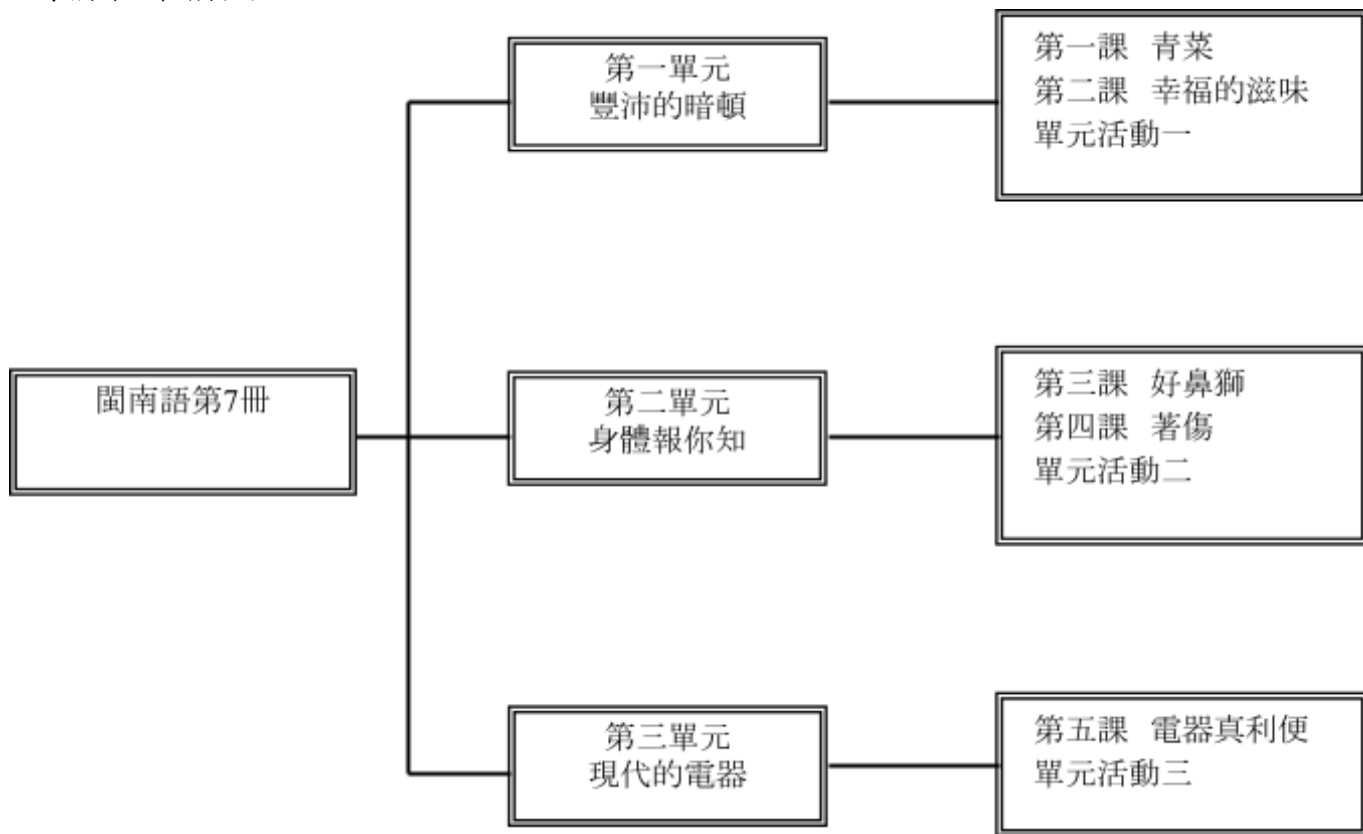 第一單元
豐沛的暗頓
第一課 青菜
第二課 幸福的滋味
單元活動一
閩南語第7冊
第二單元
身體報你知
第三課 好鼻獅
第四課 著傷
單元活動二
第三單元
現代的電器
第五課 電器真利便
單元活動三